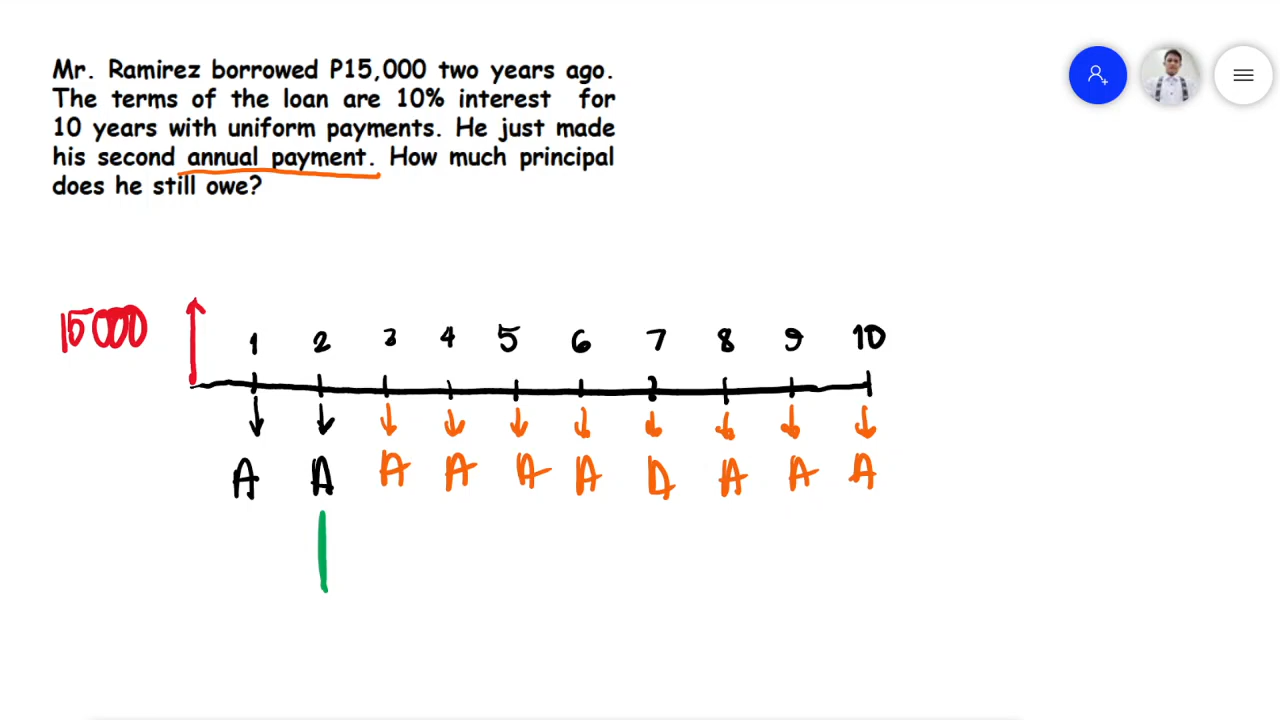 Mr. Ramirez borrowed P15,000 two years ago.
The terms of the loan are 10% interest for
10 years with uniform payments. He just made
his second annual payment. How much principal
does he still owe?
15000
1 2 3 4 5 6 7 8 9 10
A A A A A A A A A A